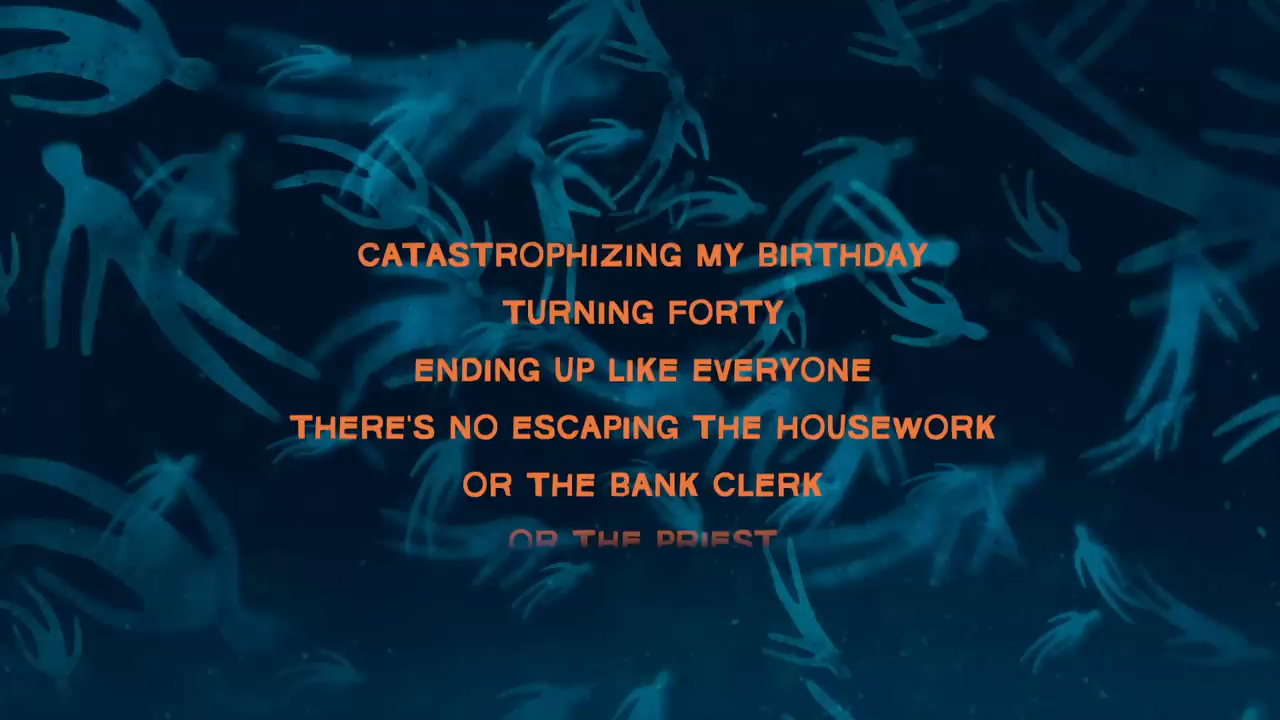 CATASTROPHIZING MY BIRTHDAY
TURNING FORTY
ENDING UP LIKE EVERYONE
THERE'S NO ESCAPING THE HOUSEWORK
OR THE BANK CLERK
OR THE PRIEST